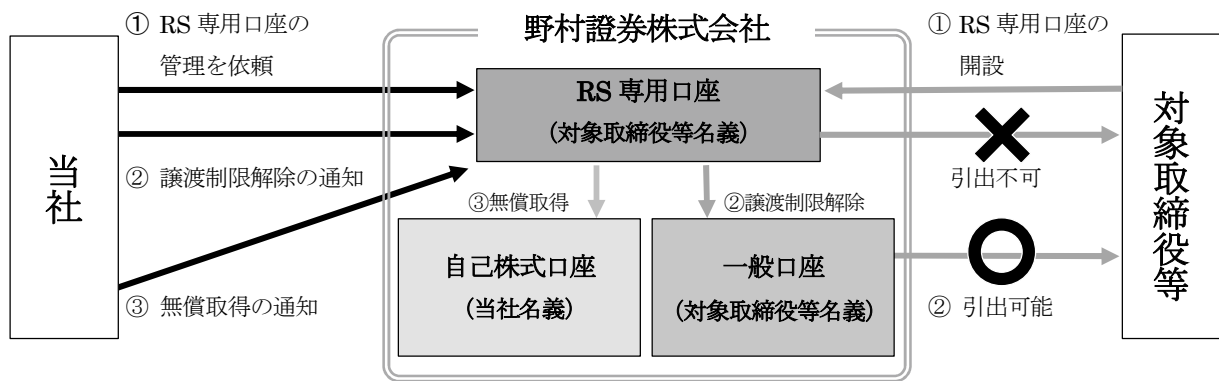 ① RS 専用口座の
管理を依頼
野村證券株式会社
① RS 専用口座の
開設
当社
RS 専用口座
(対象取締役等名義)
対象取締役等
② 譲渡制限解除の通知
引出不可
③無償取得
②譲渡制限解除
自己株式口座
(当社名義)
一般口座
(対象取締役等名義)
③ 無償取得の通知
② 引出可能